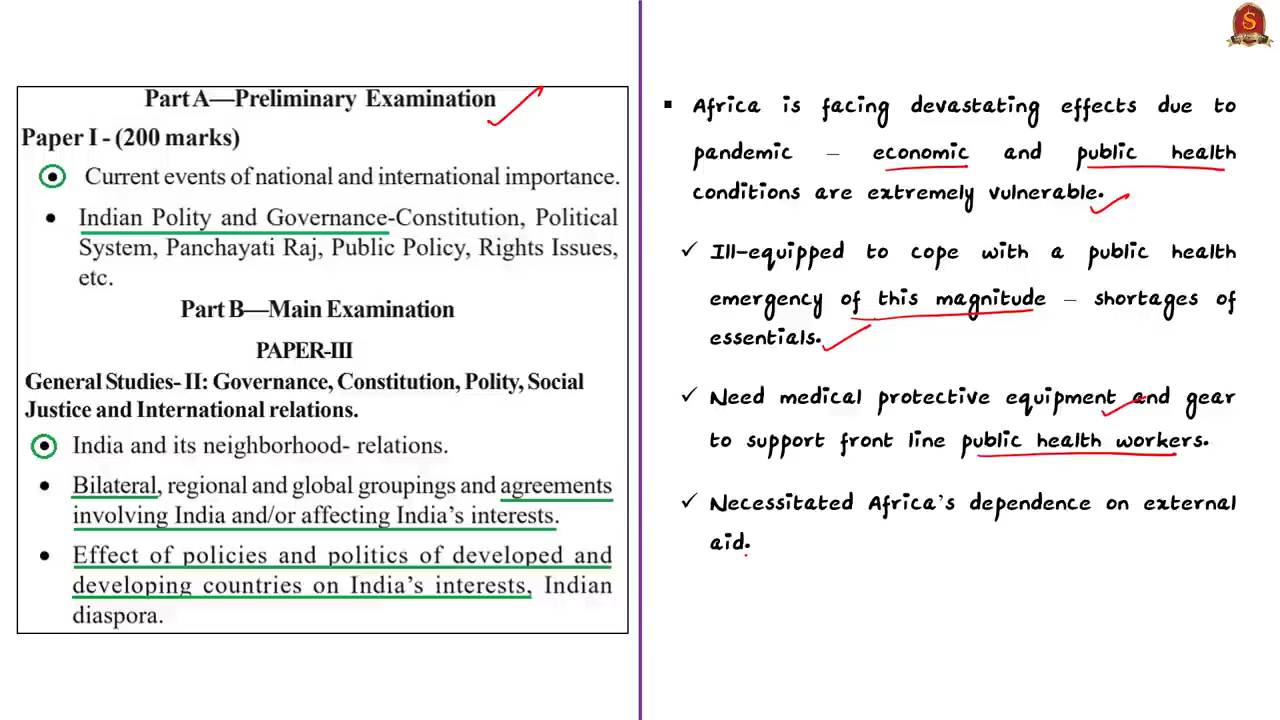 Part A—Preliminary Examination
Paper I - (200 marks)
Current events of national and international importance.
• Indian Polity and Governance-Constitution, Political
System, Panchayati Raj, Public Policy, Rights Issues,
etc.
Part B—Main Examination
PAPER-III
General Studies- II: Governance, Constitution, Polity, Social
Justice and International relations.
India and its neighborhood- relations.
• Bilateral, regional and global groupings and agreements
involving India and/or affecting India's interests.
• Effect of policies and politics of developed and
developing countries on India's interests, Indian
diaspora.
▪ Africa is facing devastating effects due to
pandemic – economic and public health
conditions are extremely vulnerable.
✓ Ill-equipped to cope with a public health
emergency of this magnitude – shortages of
essentials.
✓ Need medical protective equipment and gear
to support front line public health workers.
✓ Necessitated Africa's dependence on external
aid.
S